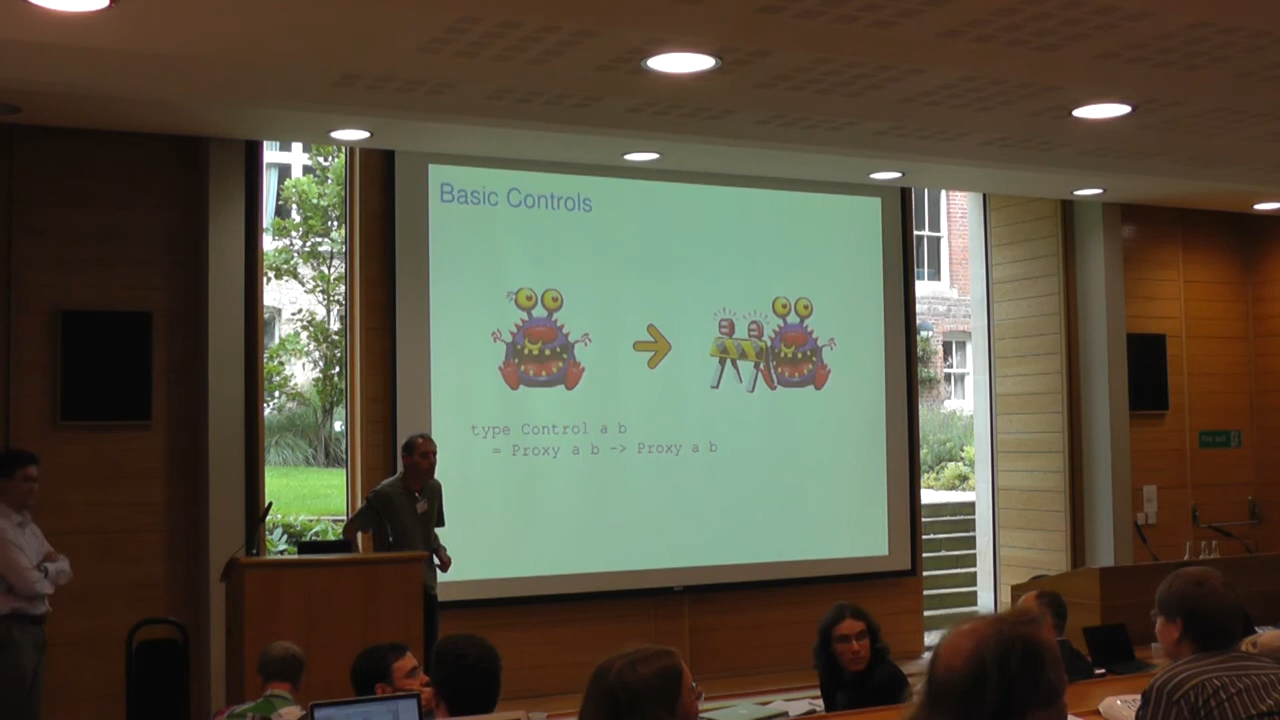 Basic Controls
type Control a b
= Proxy a b -> Proxy a b